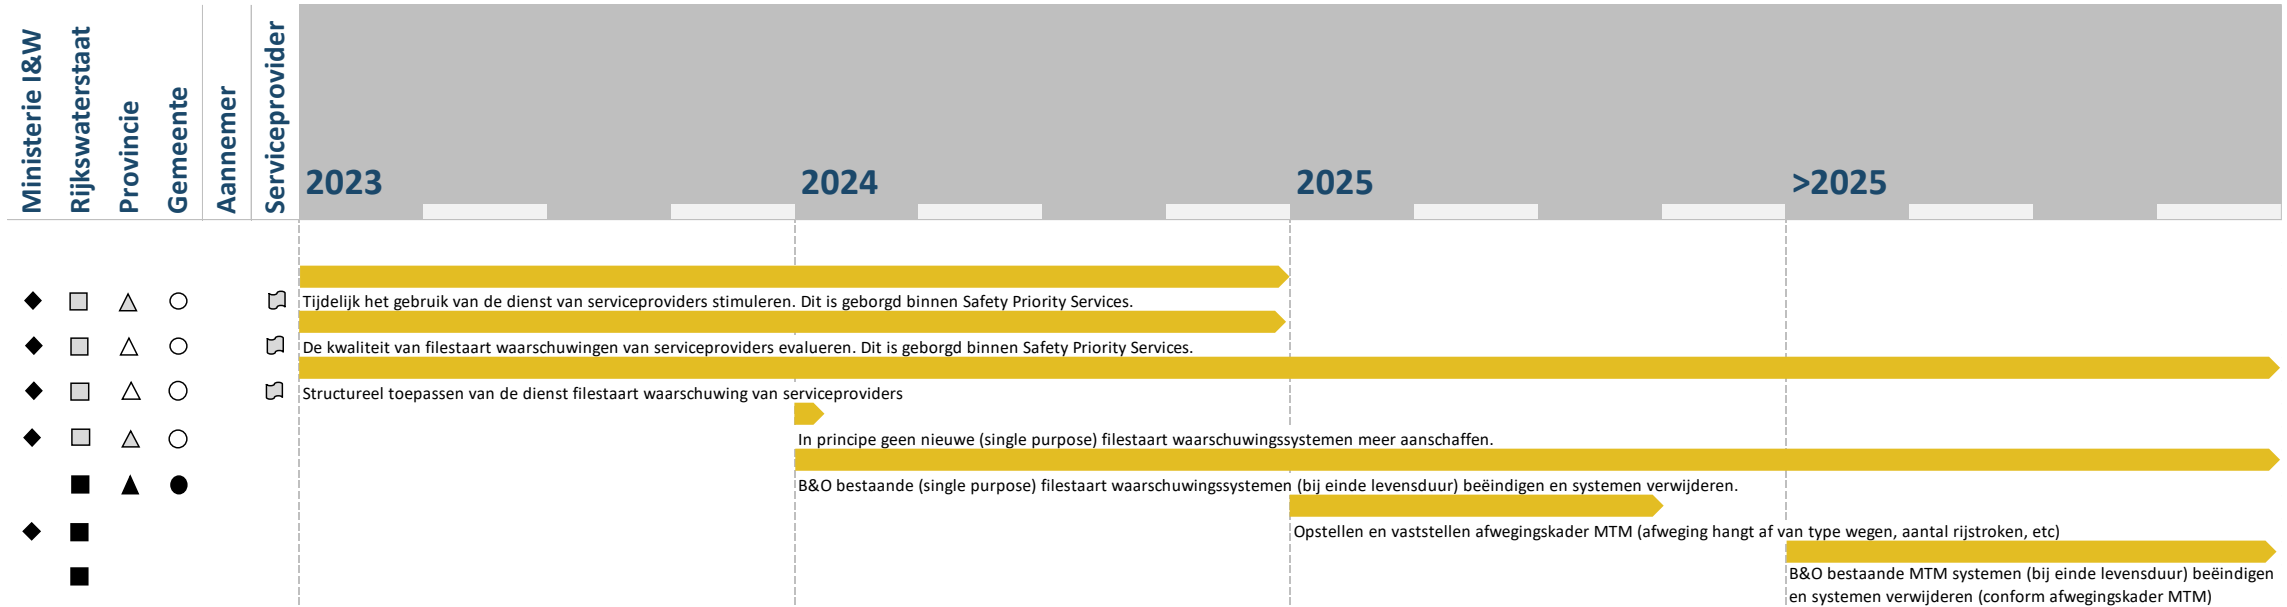 Ministerie I&W
Rijkswaterstaat
Provincie
Gemeente
Aannemer
Serviceprovider
2023
2024
2025
>2025
Tijdelijk het gebruik van de dienst van serviceproviders stimuleren. Dit is geborgd binnen Safety Priority Services.
De kwaliteit van filestaart waarschuwingen van serviceproviders evalueren. Dit is geborgd binnen Safety Priority Services.
Structureel toepassen van de dienst filestaart waarschuwing van serviceproviders
In principe geen nieuwe (single purpose) filestaart waarschuwingssystemen meer aanschaffen.
B&O bestaande (single purpose) filestaart waarschuwingssystemen (bij einde levensduur) beëindigen en systemen verwijderen.
Opstellen en vaststellen afwegingskader MTM (afweging hangt af van type wegen, aantal rijstroken, etc)
B&O bestaande MTM systemen (bij einde levensduur) beëindigen
en systemen verwijderen (conform afwegingskader MTM)